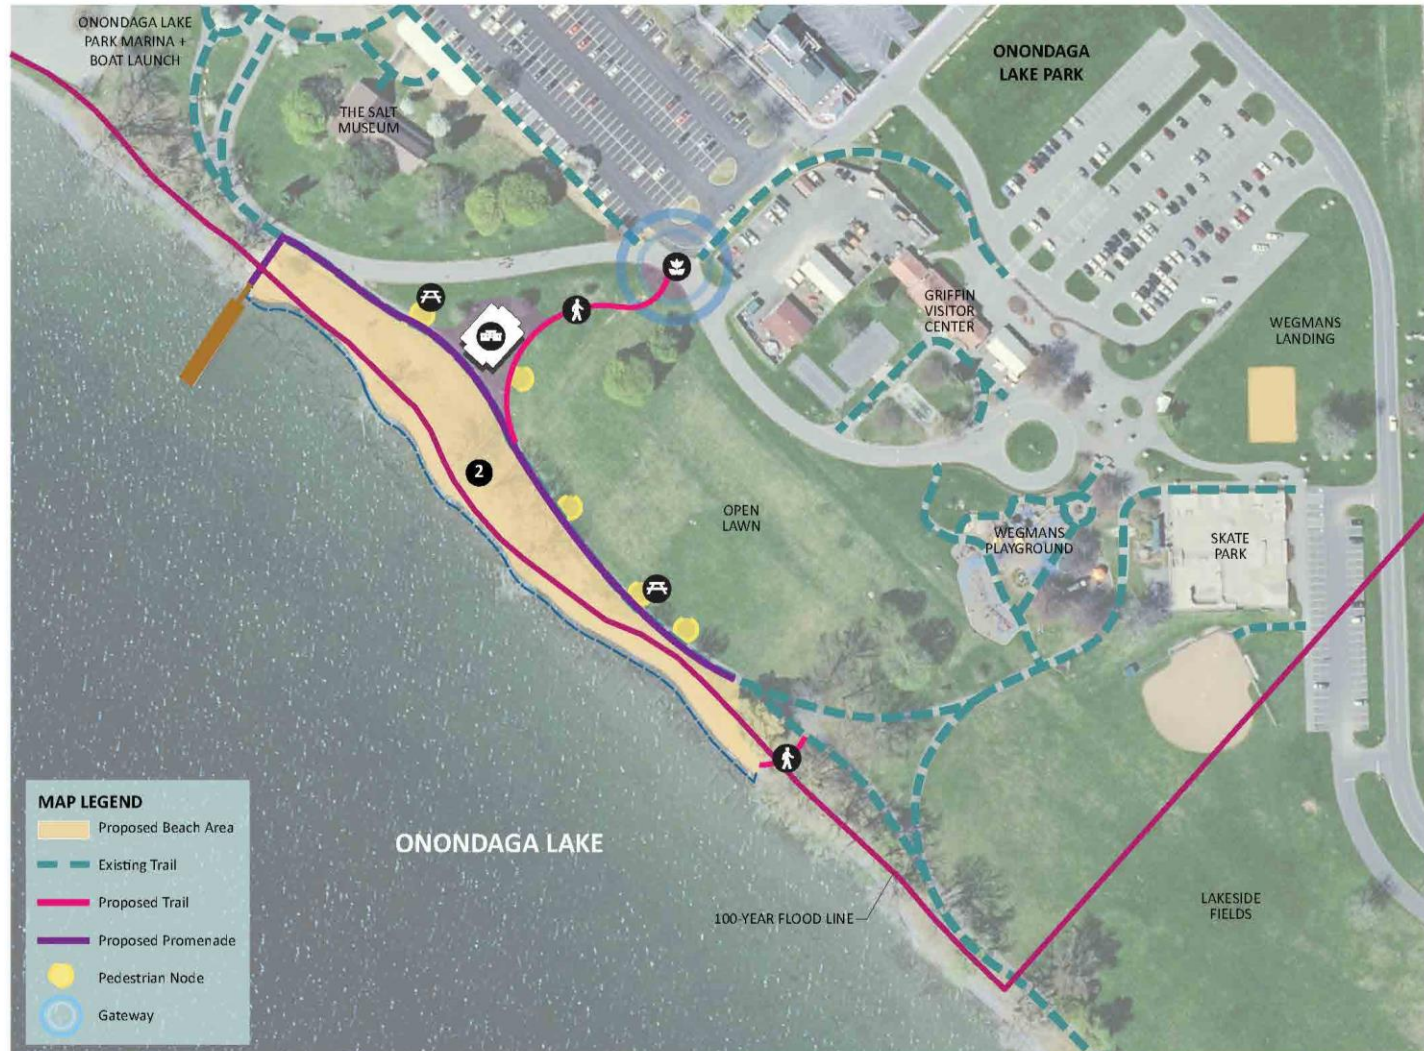 ONONDAGA LAKE
PARK MARINA +
BOAT LAUNCH
THE SALT
MUSEUM
ONONDAGA
LAKE PARK
GRIFFIN
VISITOR
CENTER
WEGMANS
LANDING
2
OPEN
LAWN
WEGMANS
PLAYGROUND
SKATE
PARK
MAP LEGEND
Proposed Beach Area
Existing Trail
Proposed Trail
Proposed Promenade
Pedestrian Node
Gateway
ONONDAGA LAKE
100-YEAR FLOOD LINE
LAKESIDE
FIELDS